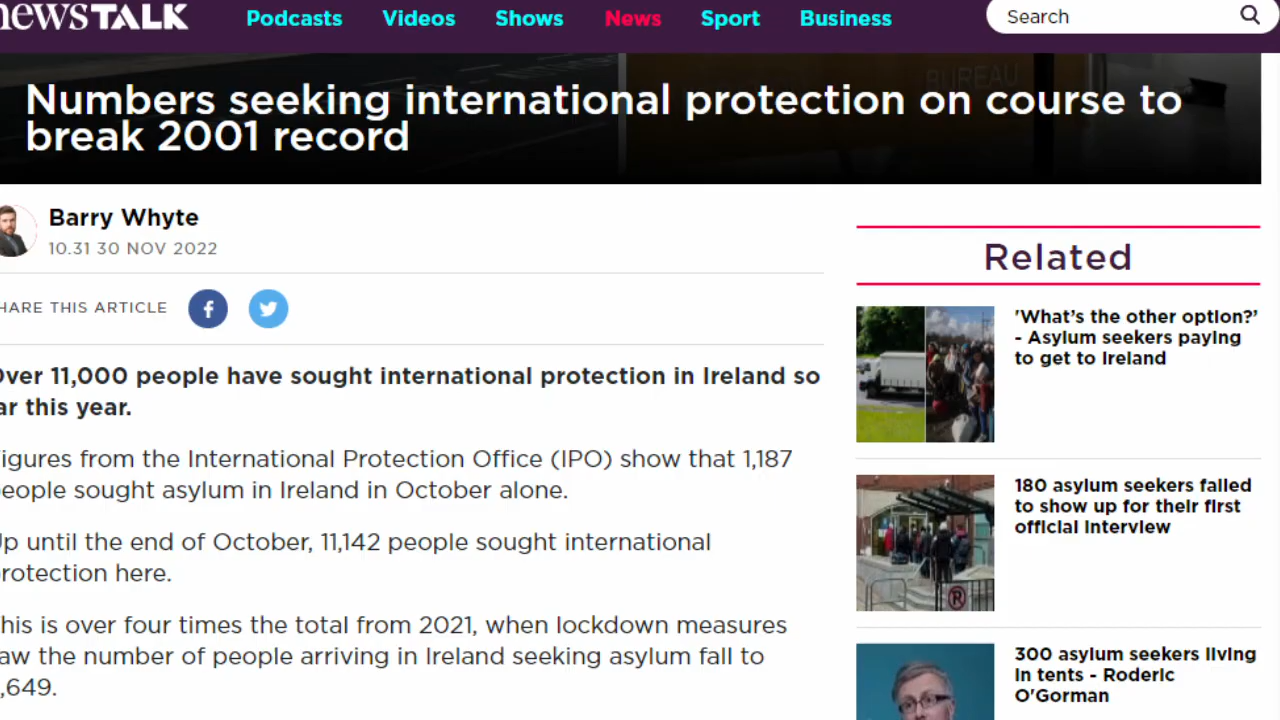 newsTALK
Podcasts Videos Shows News Sport Business
Search
BUREAU
Numbers seeking international protection on course to
break 2001 record
Barry Whyte
10.31 30 NOV 2022
HARE THIS ARTICLE
Over 11,000 people have sought international protection in Ireland so
ar this year.
igures from the International Protection Office (IPO) show that 1,187
eople sought asylum in Ireland in October alone.
Up until the end of October, 11,142 people sought international
rotection here.
his is over four times the total from 2021, when lockdown measures
aw the number of people arriving in Ireland seeking asylum fall to
,649.
Related
'What's the other option?'
- Asylum seekers paying
to get to Ireland
180 asylum seekers failed
to show up for their first
official interview
300 asylum seekers living
in tents - Roderic
O'Gorman